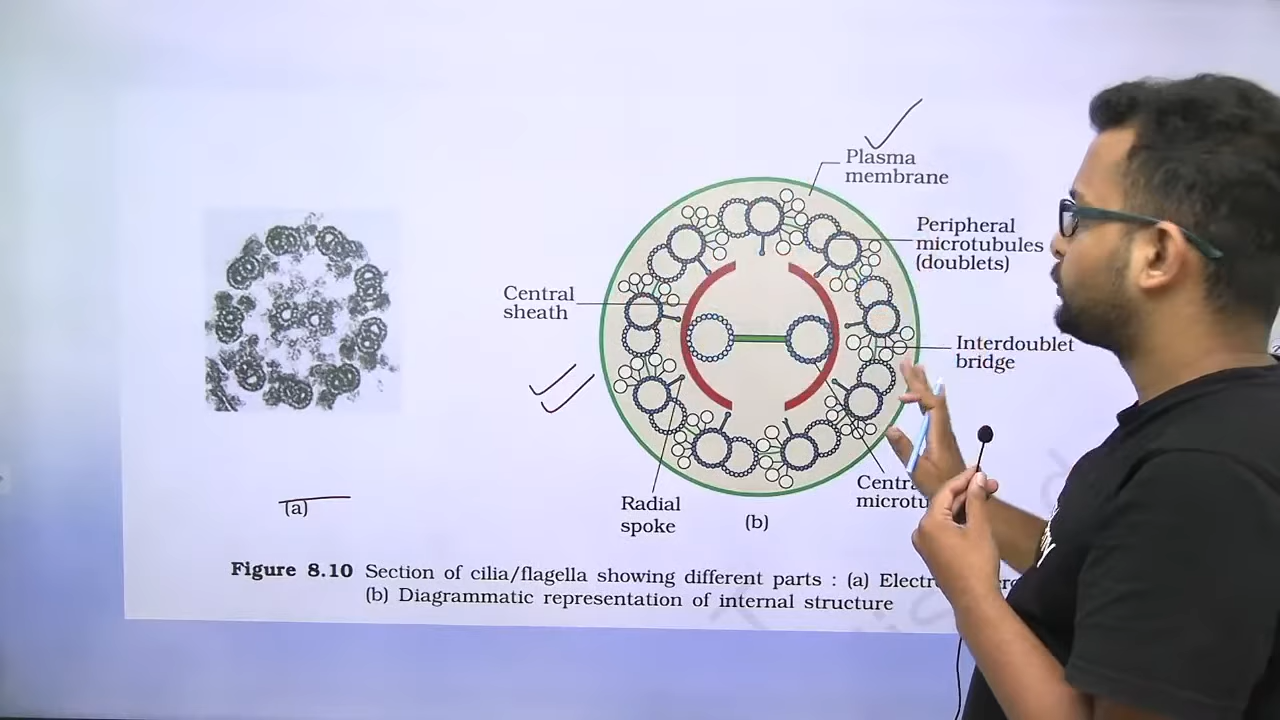 Plasma
membrane
Peripheral
microtubules
(doublets)
Central
sheath
Interdoublet
bridge
Radial
spoke
(a)
(b)
Figure 8.10 Section of cilia/flagella showing different parts : (a)
(b) Diagrammatic representation of internal structure